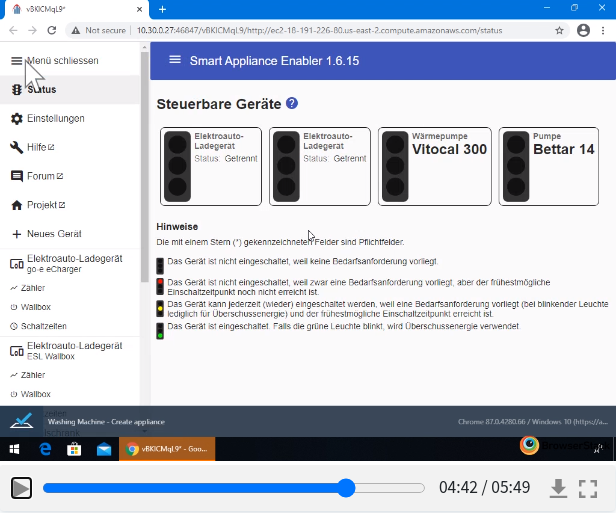 vBKICMqL9*
Not secure | 10.30.0.27:46847/vBKICMqL9/http://ec2-18-191-226-80.us-east-2.compute.amazonaws.com/status
Menü schliessen
Status
Einstellungen
Hilfe
Forum
Projekt
Neues Gerät
Elektroauto-Ladegerät
go-e eCharger
Zähler
Wallbox
Schaltzeiten
Elektroauto-Ladegerät
ESL Wallbox
Zähler
Wallbox
Smart Appliance Enabler 1.6.15
Steuerbare Geräte ?
Elektroauto-
Ladegerät
Status: Getrennt
Elektroauto-
Ladegerät
Status: Getrennt
Wärmepumpe
Vitocal 300
Pumpe
Bettar 14
Hinweise
Die mit einem Stern (*) gekennzeichneten Felder sind Pflichtfelder.
Das Gerät ist nicht eingeschaltet, weil keine Bedarfsanforderung vorliegt.
Das Gerät ist nicht eingeschaltet, weil zwar eine Bedarfsanforderung vorliegt, aber der frühestmögliche
Einschaltzeitpunkt noch nicht erreicht ist.
Das Gerät kann jederzeit (wieder) eingeschaltet werden, weil eine Bedarfsanforderung vorliegt (bei blinkender Leuchte
lediglich für Überschussenergie) und der frühestmögliche Einschaltzeitpunkt erreicht ist.
Das Gerät ist eingeschaltet. Falls die grüne Leuchte blinkt, wird Überschussenergie verwendet.
Washing Machine - Create appliance
Chrome 87.0.4280.66 / Windows 10 (https://a...
vBKICMqL9* - Goo...
04:42 / 05:49